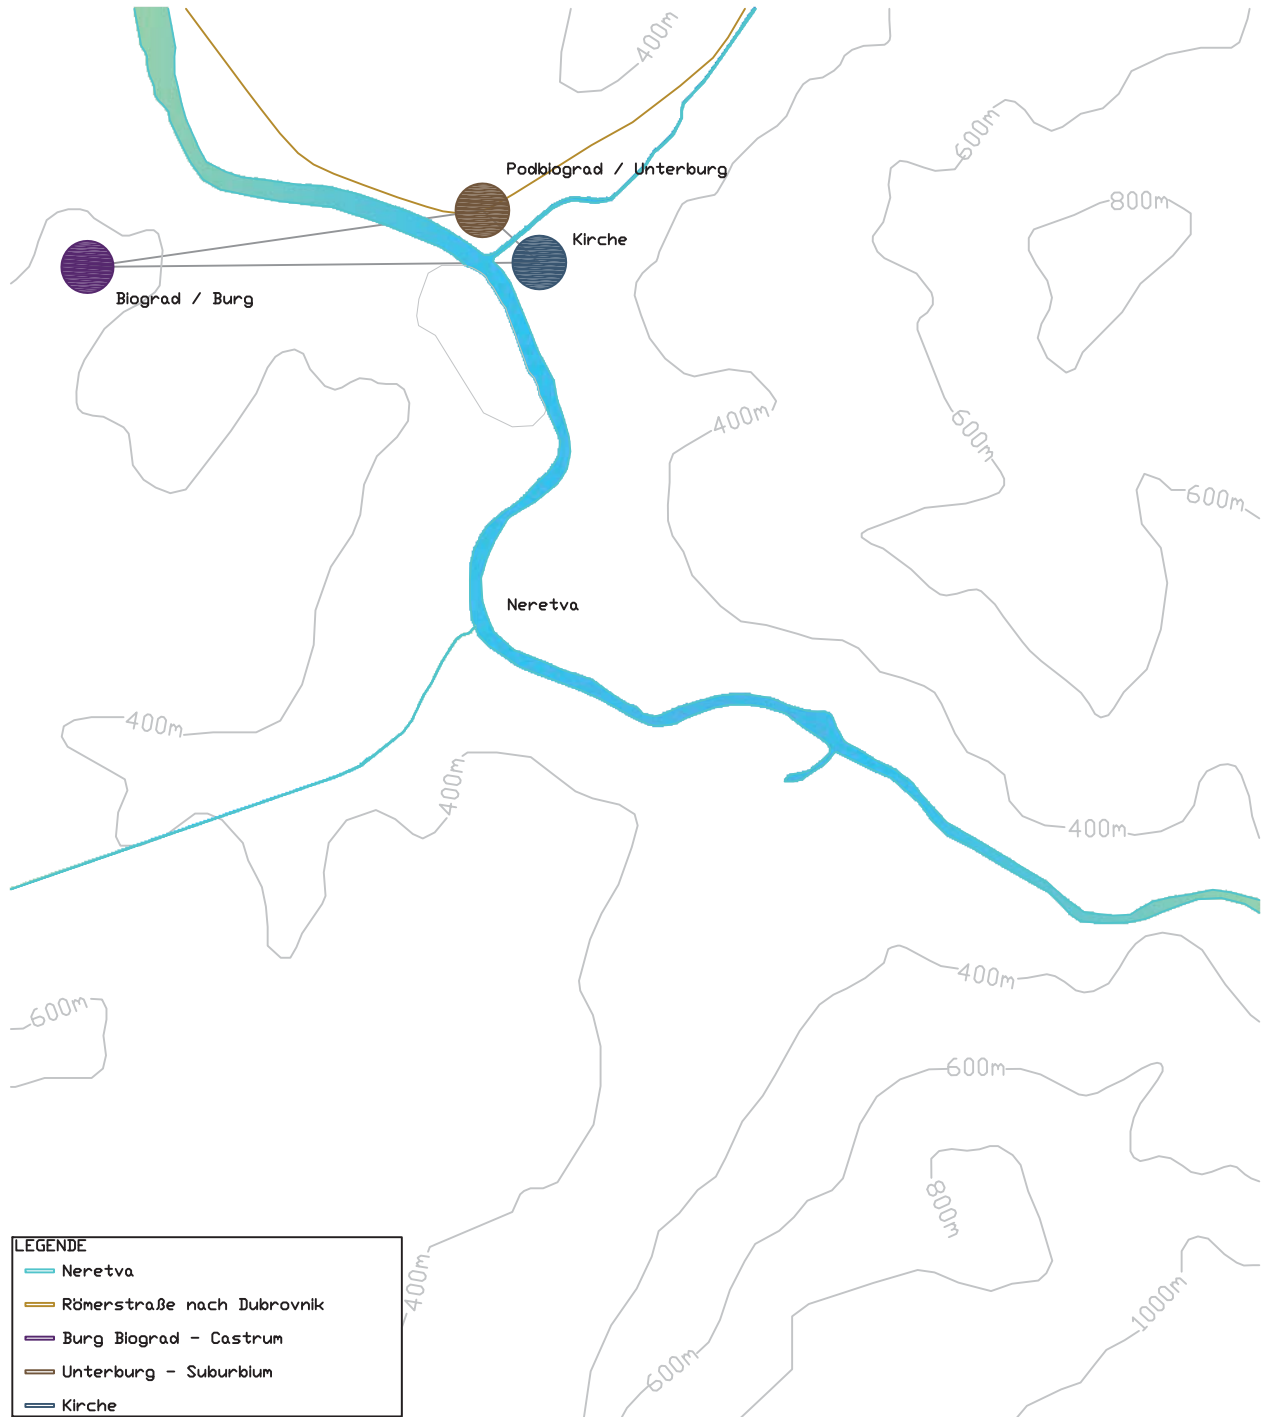 400m
600m
Podbiograd / Unterburg
800m
Kirche
Biograd / Burg
400m
600m
600m
Neretva
400m
400m
400m
400m
600m
600m
800m
400m
1000m
600m
LEGENDE
Neretva
Römerstraße nach Dubrovnik
Burg Biograd - Castrum
Unterburg - Suburbium
Kirche